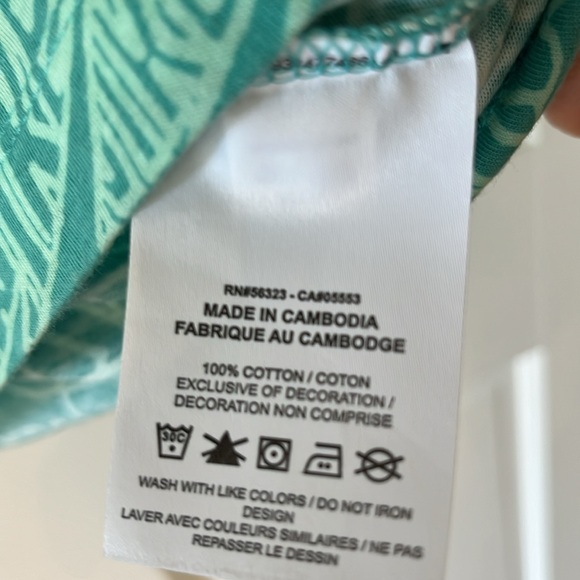 RN#56323 - CA#05553
MADE IN CAMBODIA
FABRIQUE AU CAMBODGE
100% COTTON / COTON
EXCLUSIVE OF DECORATION /
DECORATION NON COMPRISE
30C
WASH WITH LIKE COLORS / DO NOT IRON
DESIGN
LAVER AVEC COULEURS SIMILAIRES / NE PAS
REPASSER LE DESSIN